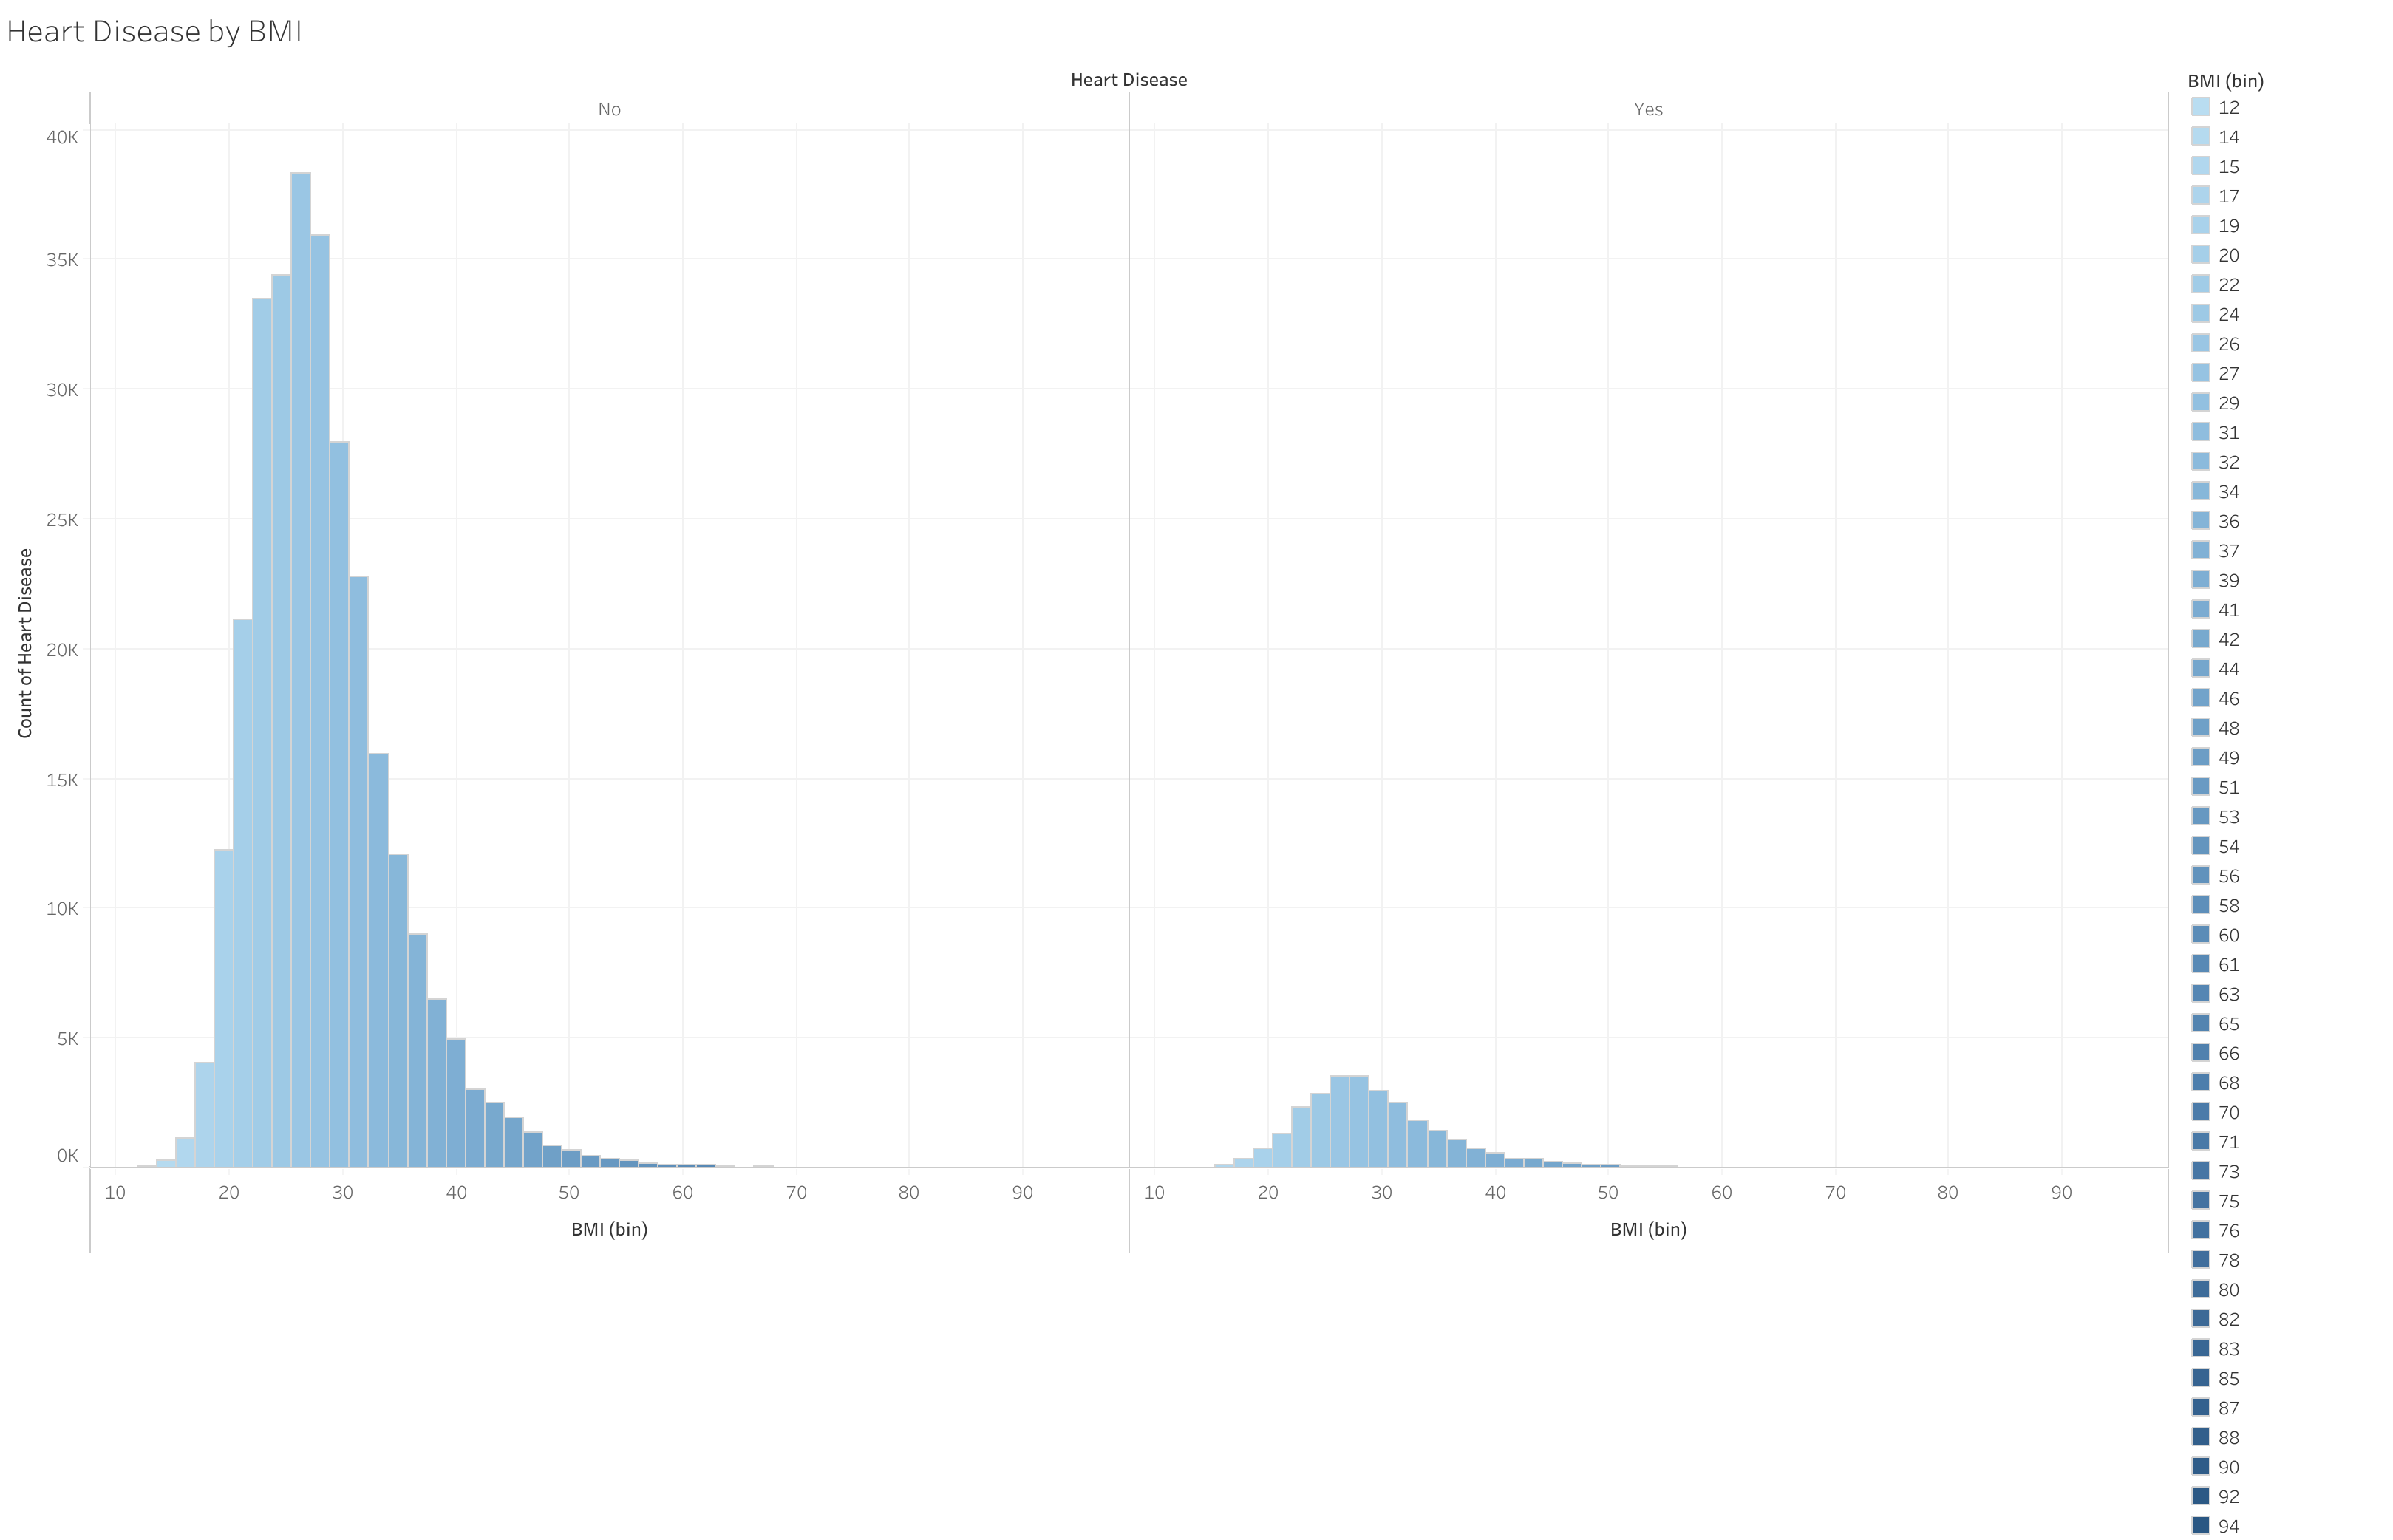 Heart Disease by BMI
Heart Disease
No
Yes
40K
35K
30K
25K
20K
15K
10K
5K
0K
Count of Heart Disease
10 20 30 40 50 60 70 80 90
10 20 30 40 50 60 70 80 90
BMI (bin)
BMI (bin)
BMI (bin)
12
14
15
17
19
20
22
24
26
27
29
31
32
34
36
37
39
41
42
44
46
48
49
51
53
54
56
58
60
61
63
65
66
68
70
71
73
75
76
78
80
82
83
85
87
88
90
92
94